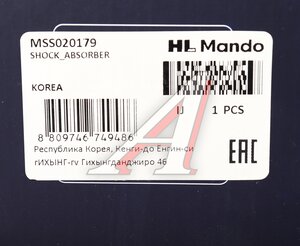 MSS020179
SHOCK_ABSORBER
HL Mando
KOREA
IJ 1 PCS
8 809746 749486
EAC
Республика Корея, Кенги-до Енгин-си
гИХЫНГ-гу Гихынгданджиро 46